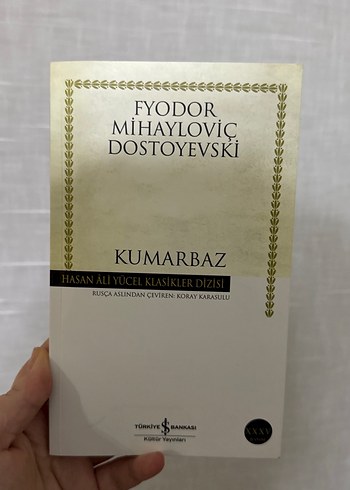 FYODOR
MİHAYLOVİÇ
DOSTOYEVSKİ
KUMARBAZ
HASAN ÂLİ YÜCEL KLASİKLER DİZİSİ
RUSÇA ASLINDAN ÇEVİREN: KORAY KARASULU
TÜRKİYE İŞ BANKASI
Kültür Yayınları